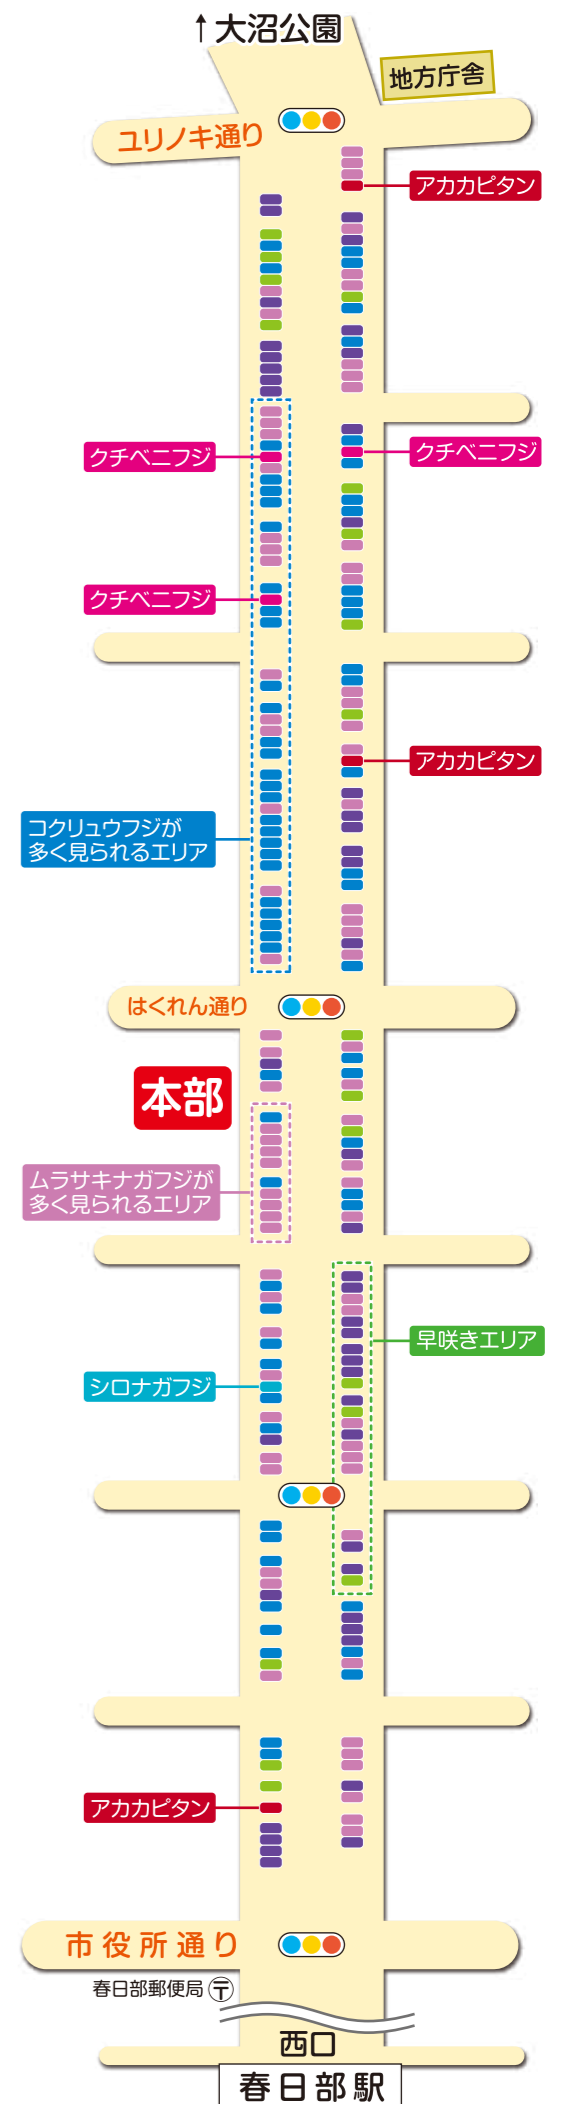 ↑大沼公園
地方庁舎
ユリノキ通り
アカカピタン
クチベニフジ
クチベニフジ
クチベニフジ
アカカピタン
コクリュウフジが
多く見られるエリア
はくれん通り
本部
ムラサキナガフジが
多く見られるエリア
早咲きエリア
シロナガフジ
アカカピタン
市役所通り
春日部郵便局〶
西口
春日部駅